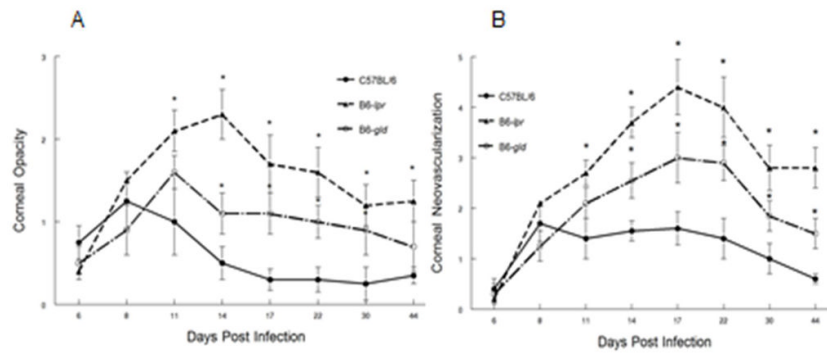 A
3
C57BL/6
B6-lpr
B6-gld
Corneal Opacity
2
1
0
6 8 11 14 17 22 30 44
Days Post Infection
B
5
C57BL/6
B6-lpr
B6-gld
Corneal Neovascularization
4
3
2
1
0
6 8 11 14 17 22 30 44
Days Post Infection